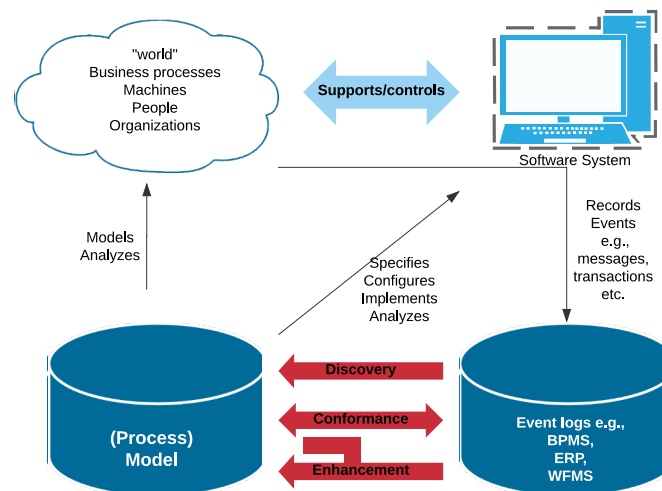 "world"
Business processes
Machines
People
Organizations
Supports/controls
Software System
Models
Analyzes
Specifies
Configures
Implements
Analyzes
Records
Events
e.g.,
messages,
transactions
etc.
Discovery
Conformance
Enhancement
(Process)
Model
Event logs e.g.,
BPMS,
ERP,
WFMS